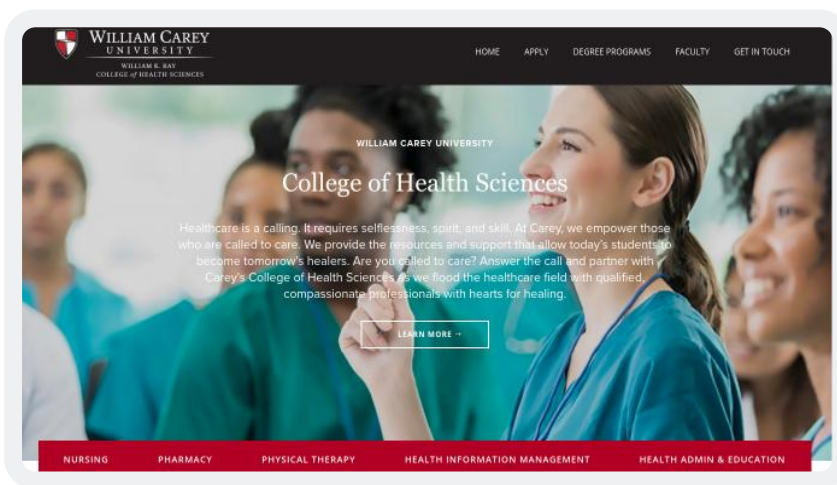 WILLIAM CAREY
UNIVERSITY
WILLIAM K. RAY
COLLEGE of HEALTH SCIENCES
HOME APPLY DEGREE PROGRAMS FACULTY GET IN TOUCH
WILLIAM CAREY UNIVERSITY
College of Health Sciences
Healthcare is a calling. It requires selflessness, spirit, and skill. At Carey, we empower those
who are called to care. We provide the resources and support that allow today's students to
become tomorrow's healers. Are you called to care? Answer the call and partner with
Carey's College of Health Sciences as we flood the healthcare field with qualified,
compassionate professionals with hearts for healing.
LEARN MORE →
NURSING PHARMACY PHYSICAL THERAPY HEALTH INFORMATION MANAGEMENT HEALTH ADMIN & EDUCATION